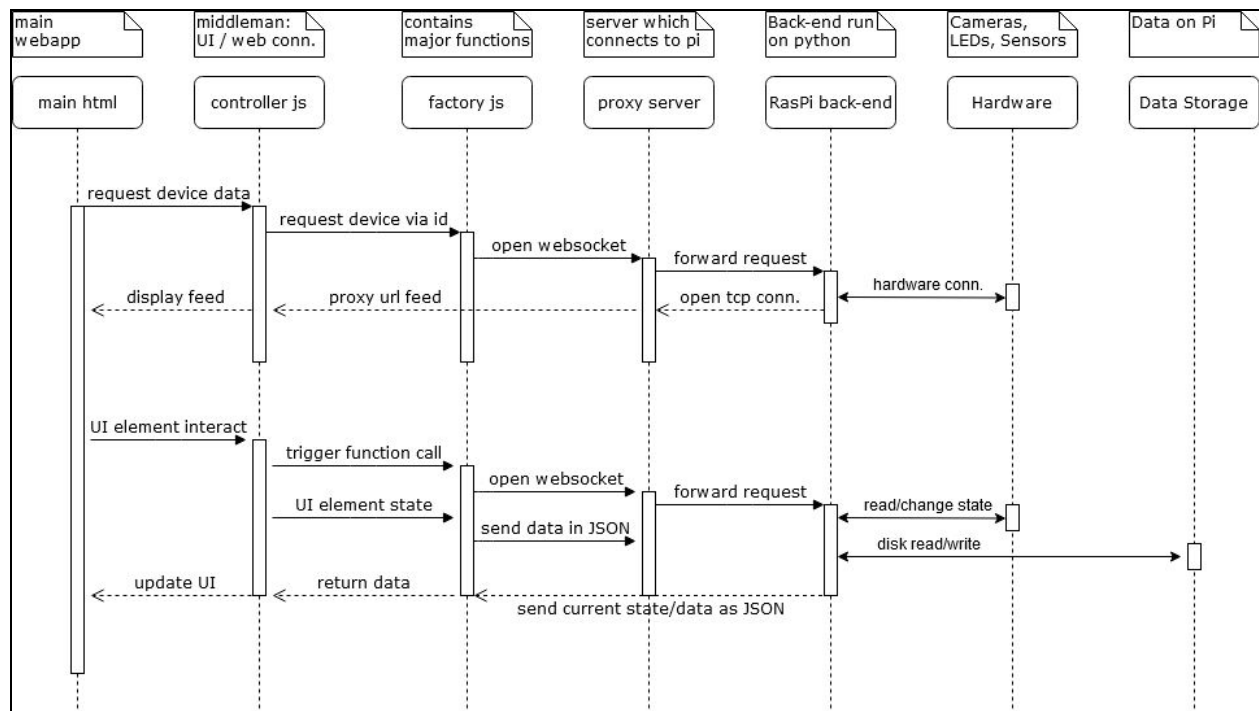 main
webapp
middleman:
UI / web conn.
contains
major functions
server which
connects to pi
Back-end run
on python
Cameras,
LEDs, Sensors
Data on Pi
main html
controller js
factory js
proxy server
RasPi back-end
Hardware
Data Storage
request device data
request device via id
open websocket
forward request
hardware conn.
display feed
proxy url feed
open tcp conn.
UI element interact
trigger function call
open websocket
forward request
UI element state
read/change state
send data in JSON
disk read/write
update UI
return data
send current state/data as JSON